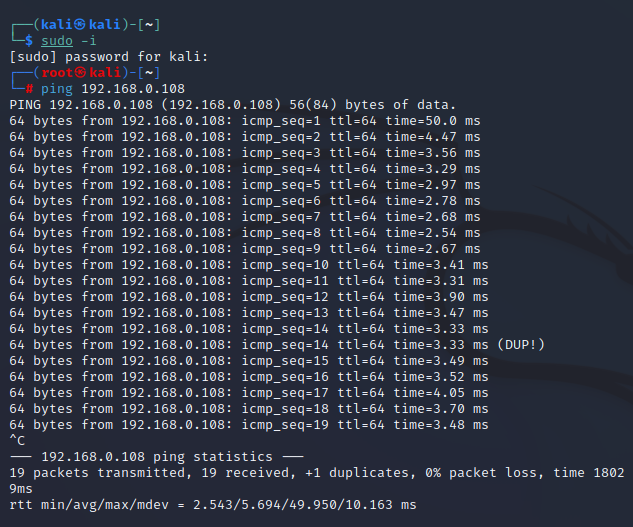 ┌──(kali㉿kali)-[~]
└─$ sudo -i
[sudo] password for kali:
┌──(root㉿kali)-[~]
└─# ping 192.168.0.108
PING 192.168.0.108 (192.168.0.108) 56(84) bytes of data.
64 bytes from 192.168.0.108: icmp_seq=1 ttl=64 time=50.0 ms
64 bytes from 192.168.0.108: icmp_seq=2 ttl=64 time=4.47 ms
64 bytes from 192.168.0.108: icmp_seq=3 ttl=64 time=3.56 ms
64 bytes from 192.168.0.108: icmp_seq=4 ttl=64 time=3.29 ms
64 bytes from 192.168.0.108: icmp_seq=5 ttl=64 time=2.97 ms
64 bytes from 192.168.0.108: icmp_seq=6 ttl=64 time=2.78 ms
64 bytes from 192.168.0.108: icmp_seq=7 ttl=64 time=2.68 ms
64 bytes from 192.168.0.108: icmp_seq=8 ttl=64 time=2.54 ms
64 bytes from 192.168.0.108: icmp_seq=9 ttl=64 time=2.67 ms
64 bytes from 192.168.0.108: icmp_seq=10 ttl=64 time=3.41 ms
64 bytes from 192.168.0.108: icmp_seq=11 ttl=64 time=3.31 ms
64 bytes from 192.168.0.108: icmp_seq=12 ttl=64 time=3.90 ms
64 bytes from 192.168.0.108: icmp_seq=13 ttl=64 time=3.47 ms
64 bytes from 192.168.0.108: icmp_seq=14 ttl=64 time=3.33 ms
64 bytes from 192.168.0.108: icmp_seq=14 ttl=64 time=3.33 ms (DUP!)
64 bytes from 192.168.0.108: icmp_seq=15 ttl=64 time=3.49 ms
64 bytes from 192.168.0.108: icmp_seq=16 ttl=64 time=3.52 ms
64 bytes from 192.168.0.108: icmp_seq=17 ttl=64 time=4.05 ms
64 bytes from 192.168.0.108: icmp_seq=18 ttl=64 time=3.70 ms
64 bytes from 192.168.0.108: icmp_seq=19 ttl=64 time=3.48 ms
^C
--- 192.168.0.108 ping statistics ---
19 packets transmitted, 19 received, +1 duplicates, 0% packet loss, time 1802
9ms
rtt min/avg/max/mdev = 2.543/5.694/49.950/10.163 ms